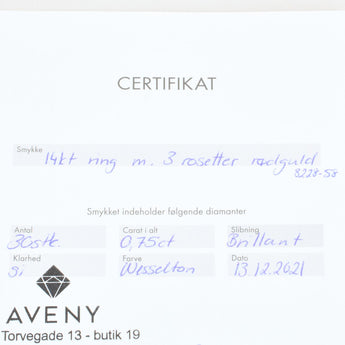 CERTIFIKAT
Smykke
14kt ring m. 3 rosetter rødguld
8228-58
Smykket indeholder følgende diamanter
Antal Carat i alt Slibning
30stk. 0,75ct Brillant
Klarhed Farve Dato
Si Wesselton 13.12.2021
AVENY
Torvegade 13 - butik 19